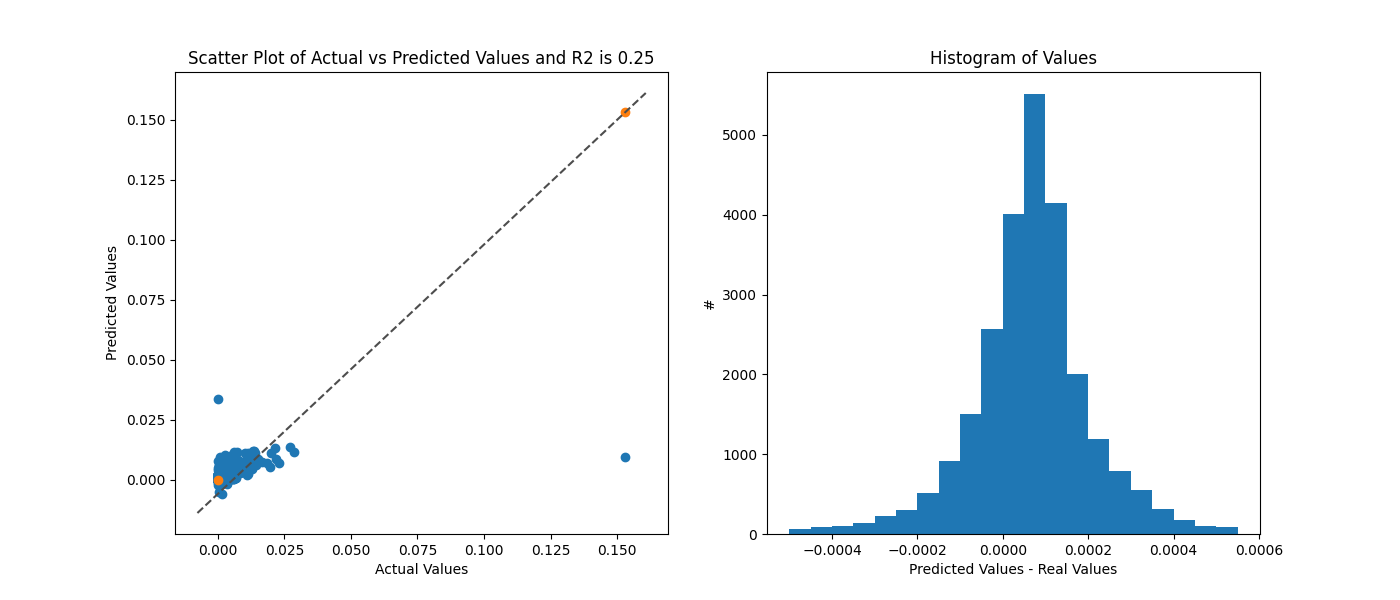 Scatter Plot of Actual vs Predicted Values and R2 is 0.25
Predicted Values
0.150
0.125
0.100
0.075
0.050
0.025
0.000
0.000 0.025 0.050 0.075 0.100 0.125 0.150
Actual Values
Histogram of Values
#
5000
4000
3000
2000
1000
0
−0.0004 −0.0002 0.0000 0.0002 0.0004 0.0006
Predicted Values - Real Values